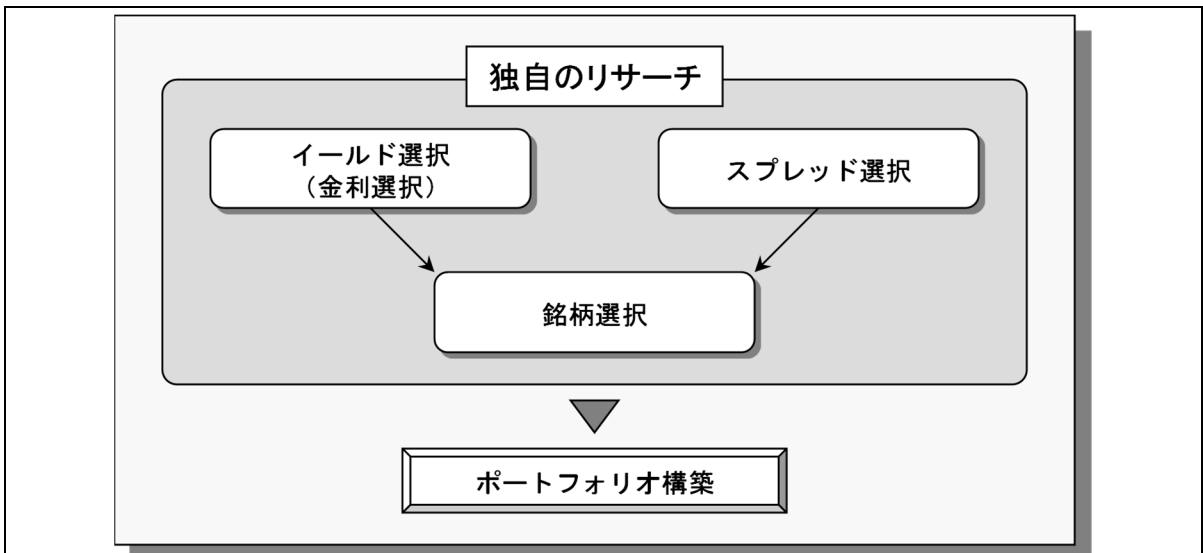 独自のリサーチ
イールド選択
（金利選択）
スプレッド選択
銘柄選択
ポートフォリオ構築